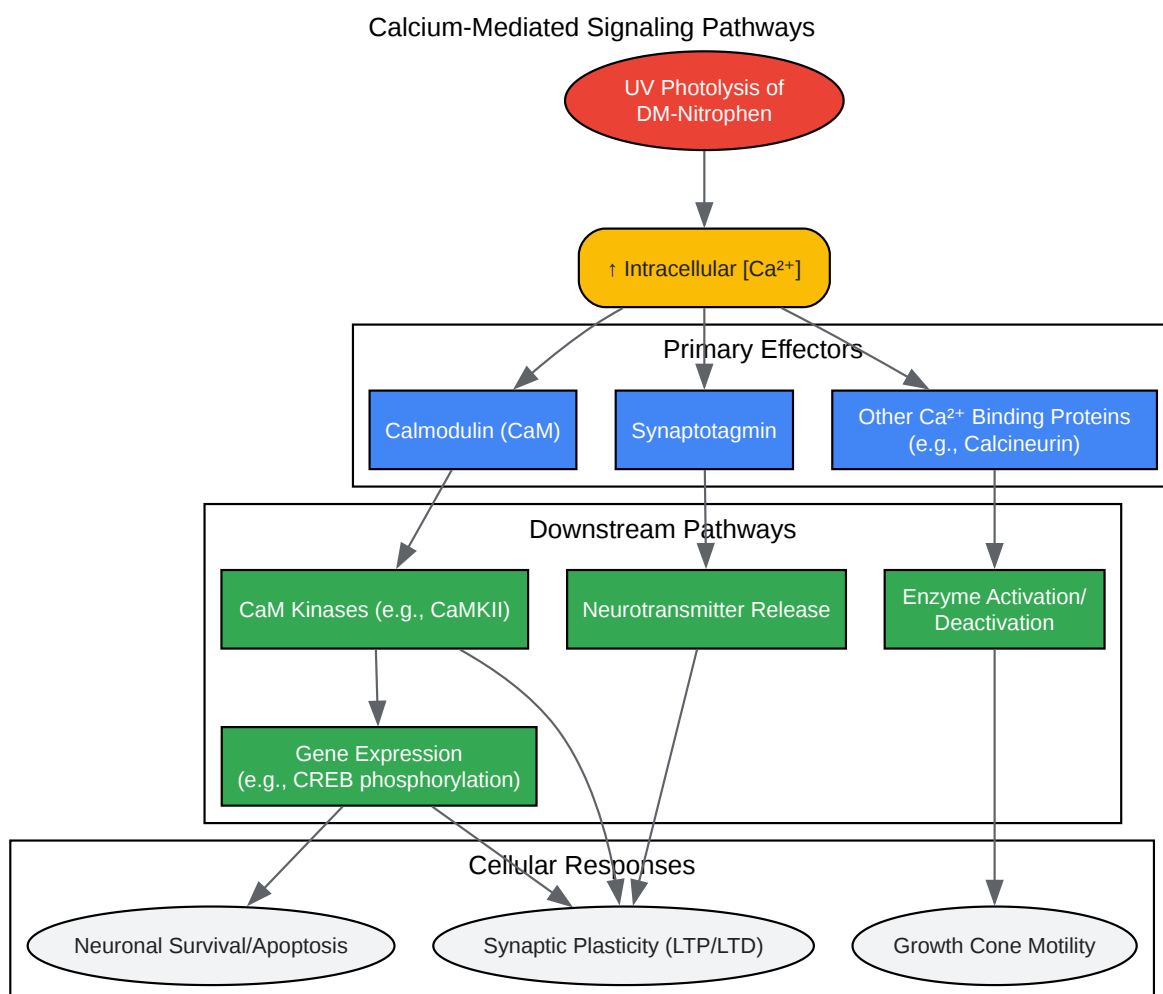 Calcium-Mediated Signaling Pathways
UV Photolysis of
DM-Nitrophen
↑ Intracellular [Ca²⁺]
Primary Effectors
Calmodulin (CaM)
Synaptotagmin
Other Ca²⁺ Binding Proteins
(e.g., Calcineurin)
Downstream Pathways
CaM Kinases (e.g., CaMKII)
Neurotransmitter Release
Enzyme Activation/
Deactivation
Gene Expression
(e.g., CREB phosphorylation)
Cellular Responses
Neuronal Survival/Apoptosis
Synaptic Plasticity (LTP/LTD)
Growth Cone Motility